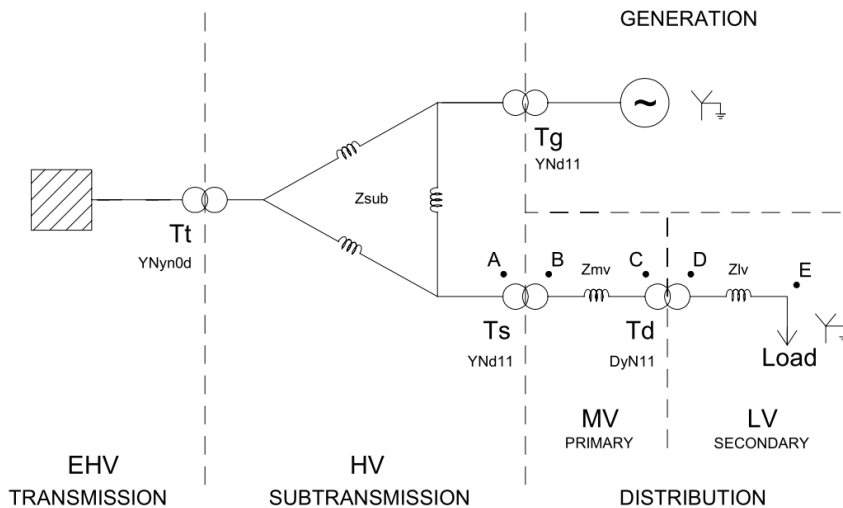 GENERATION
~
Tg
YNd11
Zsub
Tt
YNyn0d
A
B
Zmv
C
D
Zlv
E
Ts
YNd11
Td
DyN11
Load
MV
PRIMARY
LV
SECONDARY
EHV
TRANSMISSION
HV
SUBTRANSMISSION
DISTRIBUTION